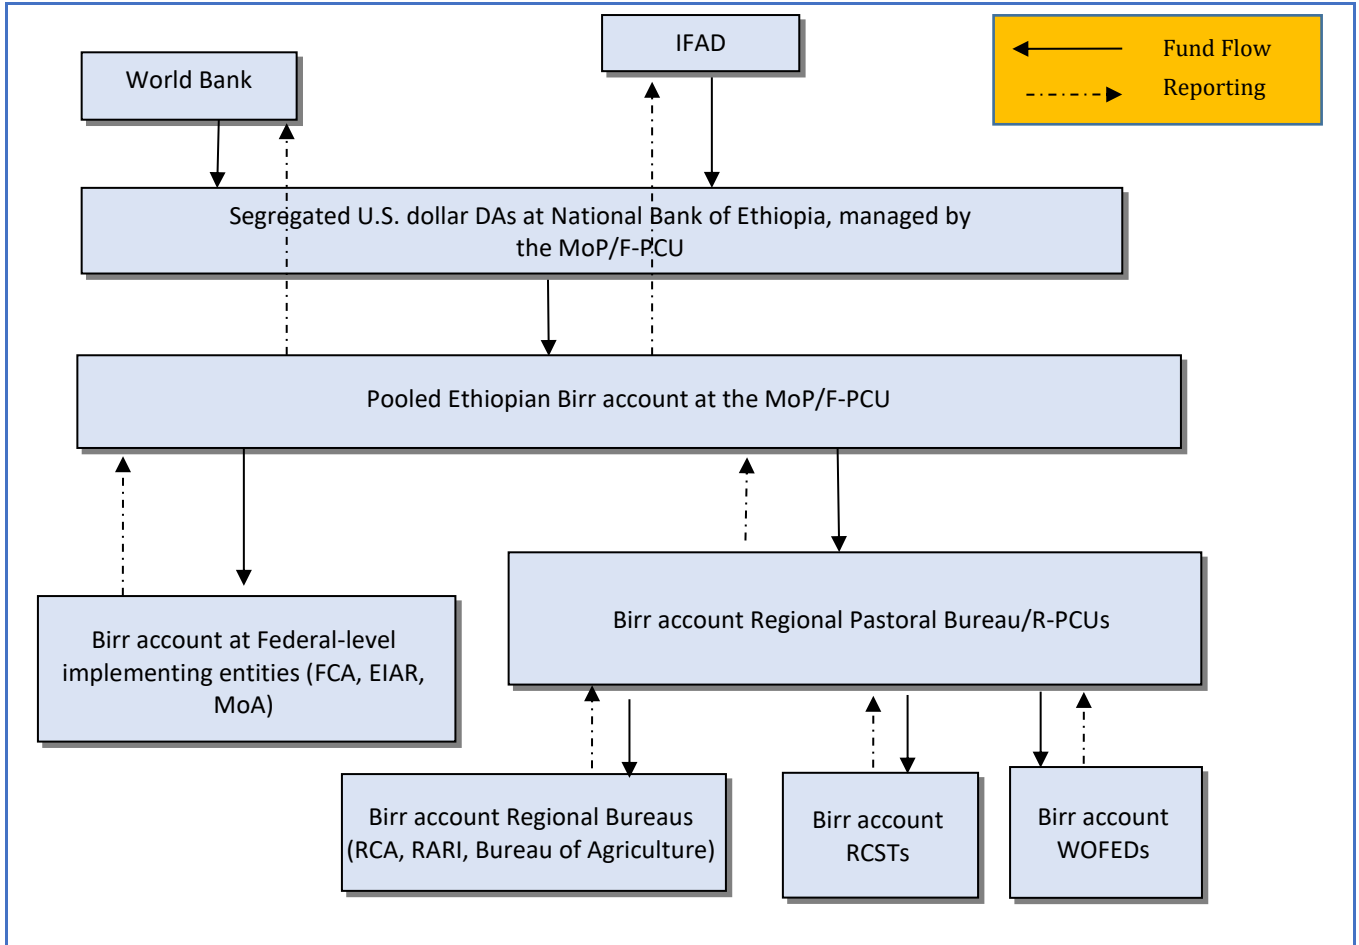 IFAD
World Bank
Fund Flow
Reporting
Segregated U.S. dollar DAs at National Bank of Ethiopia, managed by
the MoP/F-PCU
Pooled Ethiopian Birr account at the MoP/F-PCU
Birr account at Federal-level
implementing entities (FCA, EIAR,
MoA)
Birr account Regional Pastoral Bureau/R-PCUs
Birr account Regional Bureaus
(RCA, RARI, Bureau of Agriculture)
Birr account
RCSTs
Birr account
WOFEDs